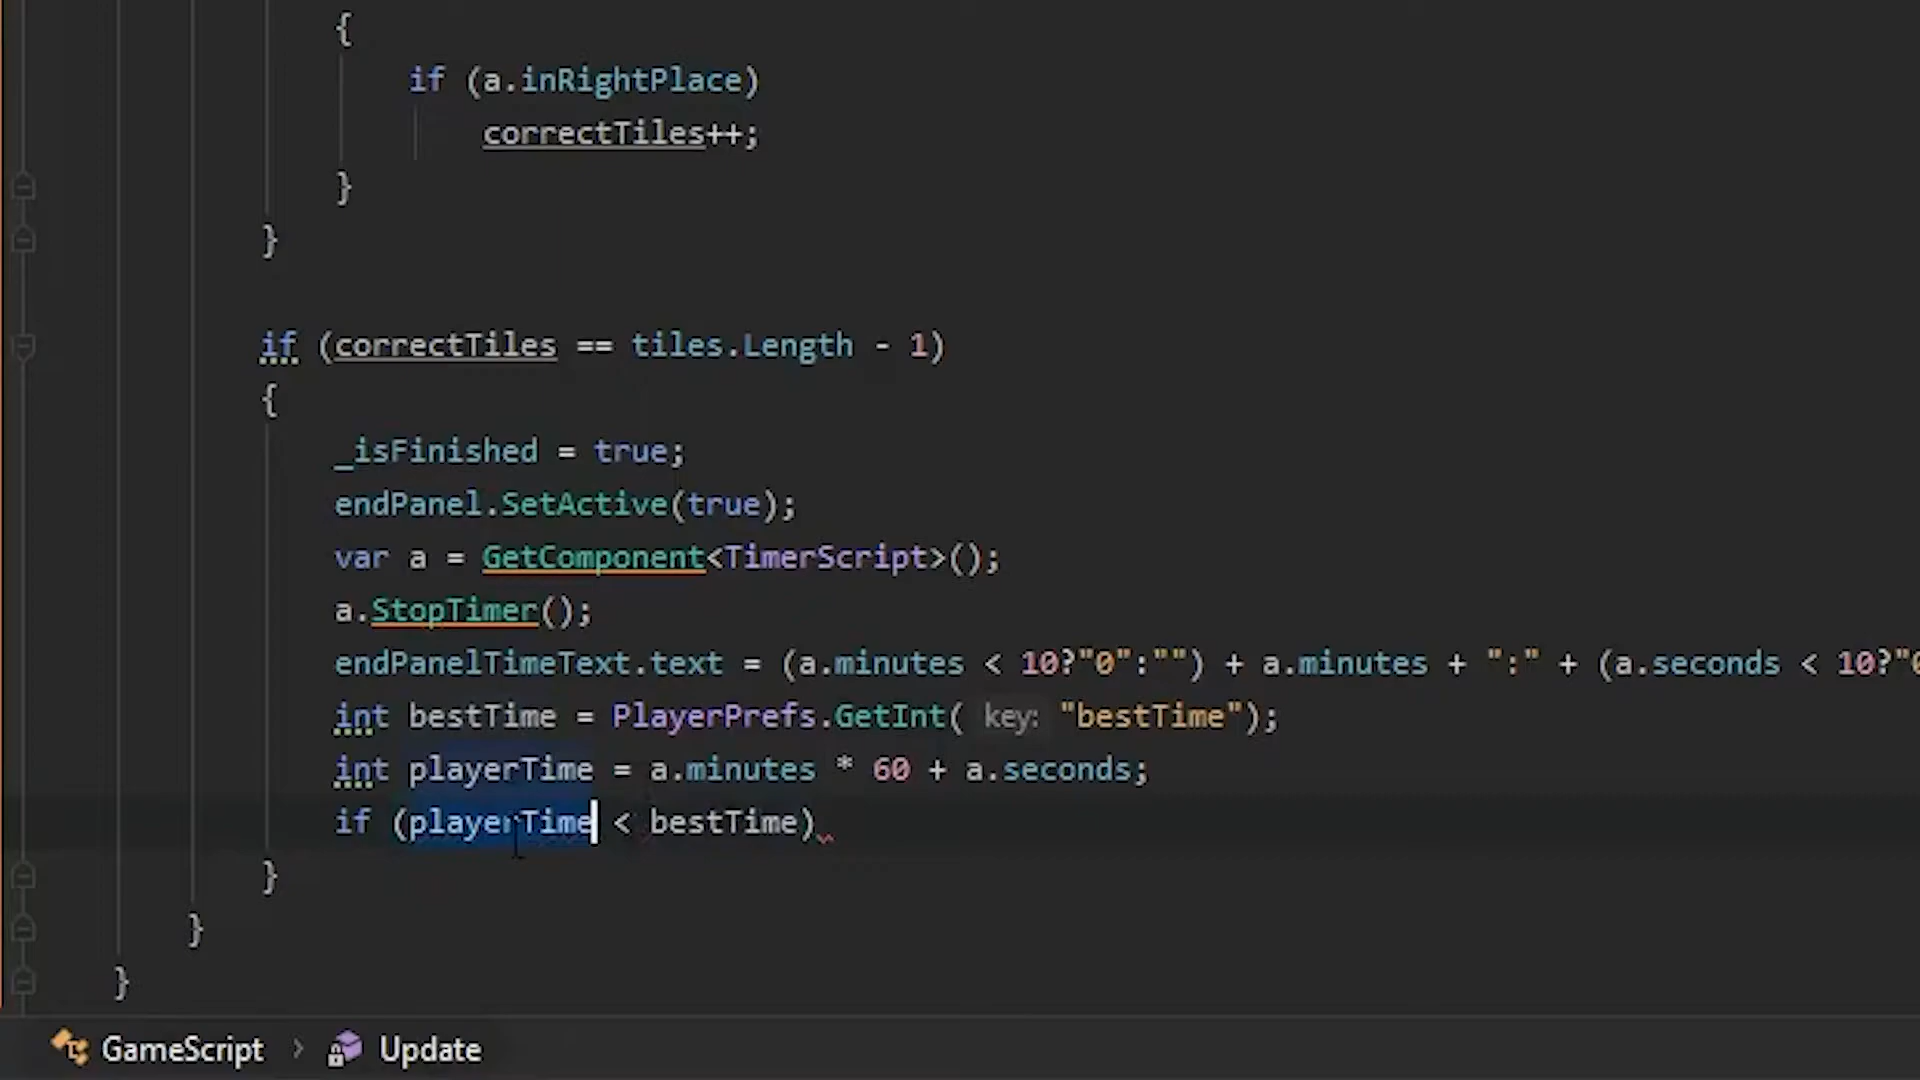 {
if (a.inRightPlace)
correctTiles++;
}
}
if (correctTiles == tiles.Length - 1)
{
_isFinished = true;
endPanel.SetActive(true);
var a = GetComponent<TimerScript>();
a.StopTimer();
endPanelTimeText.text = (a.minutes < 10?"0":"") + a.minutes + ":" + (a.seconds < 10?"0
int bestTime = PlayerPrefs.GetInt( key: "bestTime");
int playerTime = a.minutes * 60 + a.seconds;
if (playerTime < bestTime)
}
}
}
GameScript > Update